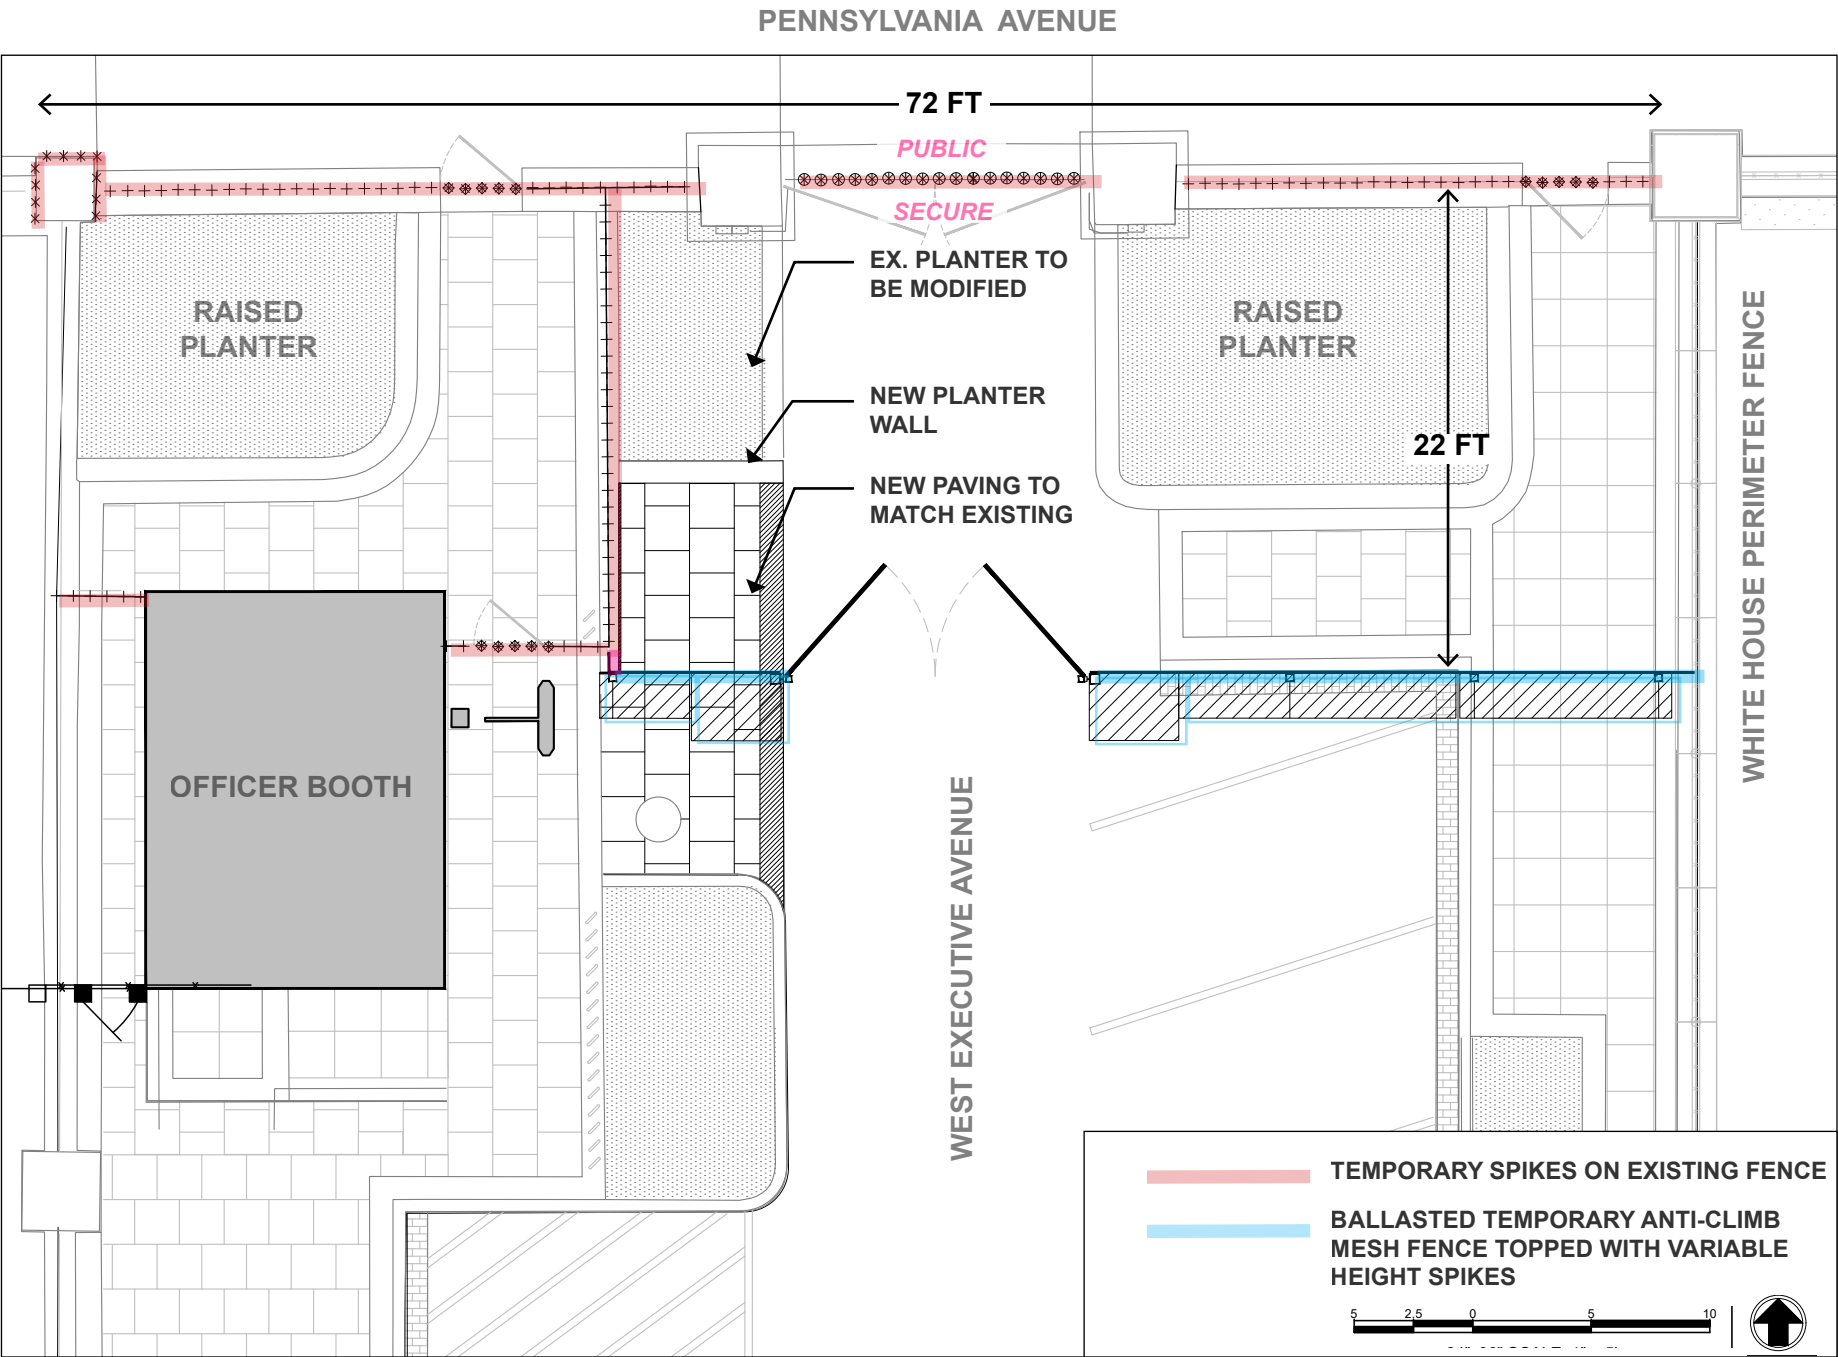 PENNSYLVANIA AVENUE
72 FT
PUBLIC
SECURE
EX. PLANTER TO
BE MODIFIED
RAISED
PLANTER
RAISED
PLANTER
NEW PLANTER
WALL
22 FT
NEW PAVING TO
MATCH EXISTING
WHITE HOUSE PERIMETER FENCE
OFFICER BOOTH
WEST EXECUTIVE AVENUE
TEMPORARY SPIKES ON EXISTING FENCE
BALLASTED TEMPORARY ANTI-CLIMB
MESH FENCE TOPPED WITH VARIABLE
HEIGHT SPIKES
5 2.5 0 5 10